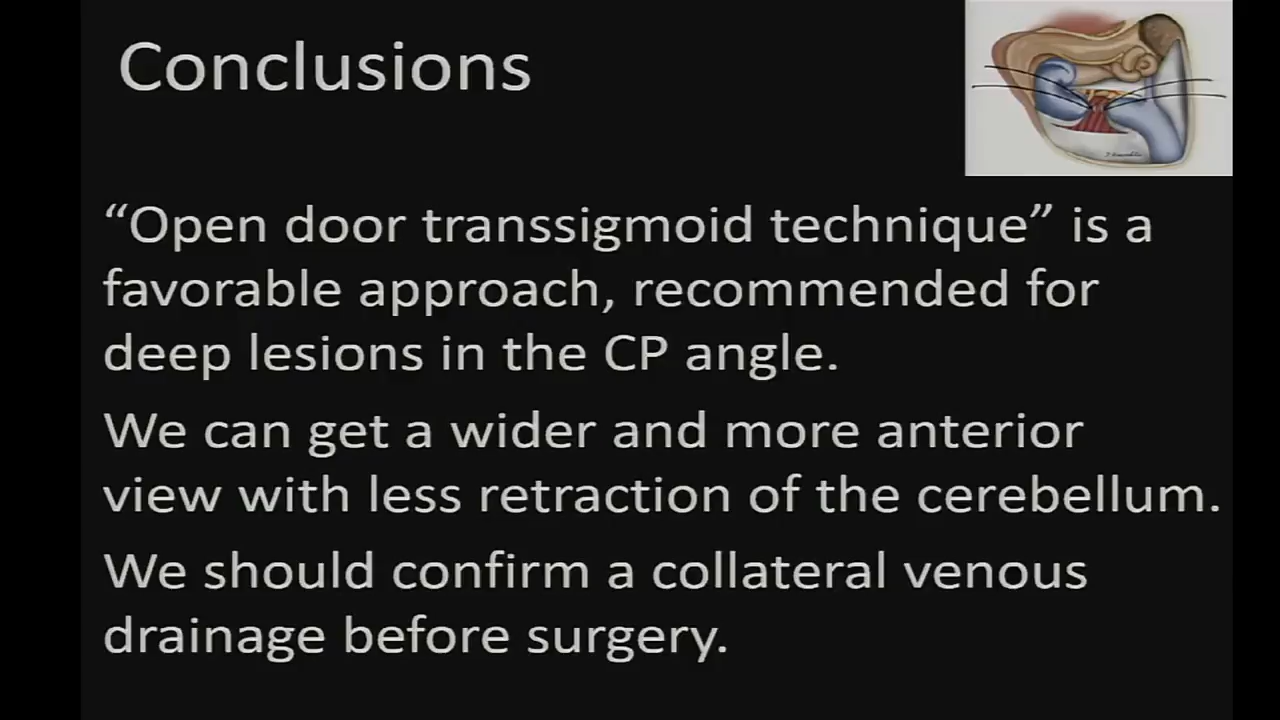 Conclusions
“Open door transsigmoid technique” is a
favorable approach, recommended for
deep lesions in the CP angle.
We can get a wider and more anterior
view with less retraction of the cerebellum.
We should confirm a collateral venous
drainage before surgery.